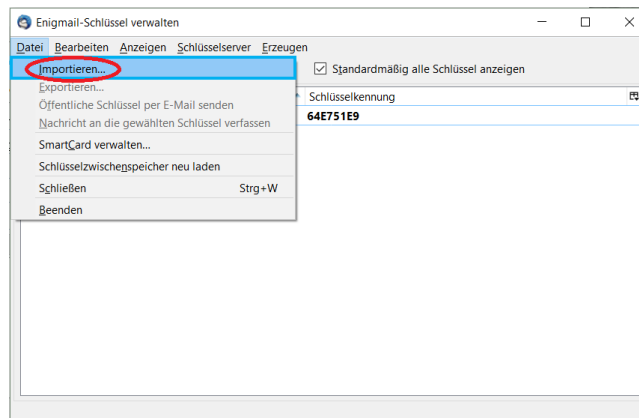 Enigmail-Schlüssel verwalten
Datei Bearbeiten Anzeigen Schlüsselserver Erzeugen
Importieren...
Standardmäßig alle Schlüssel anzeigen
Exportieren...
Schlüsselkennung
Öffentliche Schlüssel per E-Mail senden
64E751E9
Nachricht an die gewählten Schlüssel verfassen
SmartCard verwalten...
Schlüsselzwischenspeicher neu laden
Schließen Strg+W
Beenden